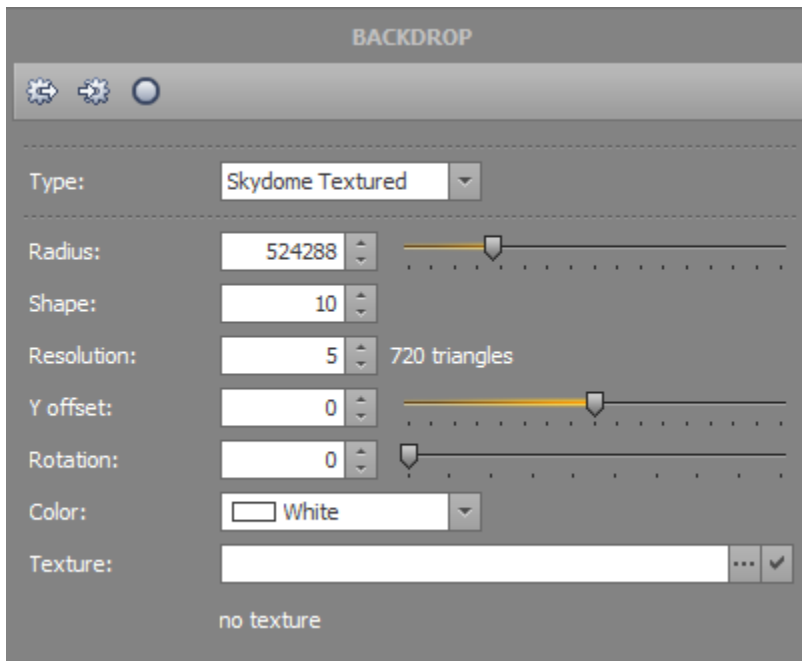 BACKDROP
Type: Skydome Textured
Radius: 524288
Shape: 10
Resolution: 5 720 triangles
Y offset: 0
Rotation: 0
Color: White
Texture:
no texture